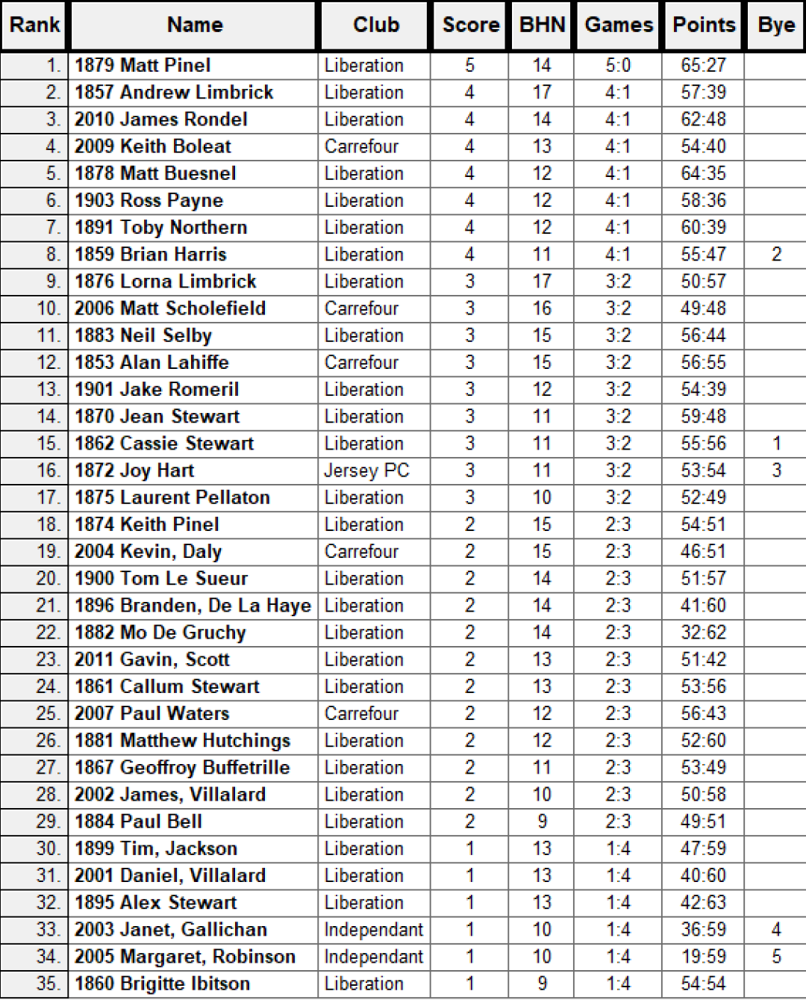 Rank Name Club Score BHN Games Points Bye
1. 1879 Matt Pinel Liberation 5 14 5:0 65:27
2. 1857 Andrew Limbrick Liberation 4 17 4:1 57:39
3. 2010 James Rondel Liberation 4 14 4:1 62:48
4. 2009 Keith Boleat Carrefour 4 13 4:1 54:40
5. 1878 Matt Buesnel Liberation 4 12 4:1 64:35
6. 1903 Ross Payne Liberation 4 12 4:1 58:36
7. 1891 Toby Northern Liberation 4 12 4:1 60:39
8. 1859 Brian Harris Liberation 4 11 4:1 55:47 2
9. 1876 Lorna Limbrick Liberation 3 17 3:2 50:57
10. 2006 Matt Scholefield Carrefour 3 16 3:2 49:48
11. 1883 Neil Selby Liberation 3 15 3:2 56:44
12. 1853 Alan Lahiffe Carrefour 3 15 3:2 56:55
13. 1901 Jake Romeril Liberation 3 12 3:2 54:39
14. 1870 Jean Stewart Liberation 3 11 3:2 59:48
15. 1862 Cassie Stewart Liberation 3 11 3:2 55:56 1
16. 1872 Joy Hart Jersey PC 3 11 3:2 53:54 3
17. 1875 Laurent Pellaton Liberation 3 10 3:2 52:49
18. 1874 Keith Pinel Liberation 2 15 2:3 54:51
19. 2004 Kevin, Daly Carrefour 2 15 2:3 46:51
20. 1900 Tom Le Sueur Liberation 2 14 2:3 51:57
21. 1896 Branden, De La Haye Liberation 2 14 2:3 41:60
22. 1882 Mo De Gruchy Liberation 2 14 2:3 32:62
23. 2011 Gavin, Scott Liberation 2 13 2:3 51:42
24. 1861 Callum Stewart Liberation 2 13 2:3 53:56
25. 2007 Paul Waters Carrefour 2 12 2:3 56:43
26. 1881 Matthew Hutchings Liberation 2 12 2:3 52:60
27. 1867 Geoffroy Buffetrille Liberation 2 11 2:3 53:49
28. 2002 James, Villalard Liberation 2 10 2:3 50:58
29. 1884 Paul Bell Liberation 2 9 2:3 49:51
30. 1899 Tim, Jackson Liberation 1 13 1:4 47:59
31. 2001 Daniel, Villalard Liberation 1 13 1:4 40:60
32. 1895 Alex Stewart Liberation 1 13 1:4 42:63
33. 2003 Janet, Gallichan Independant 1 10 1:4 36:59 4
34. 2005 Margaret, Robinson Independant 1 10 1:4 19:59 5
35. 1860 Brigitte Ibitson Liberation 1 9 1:4 54:54